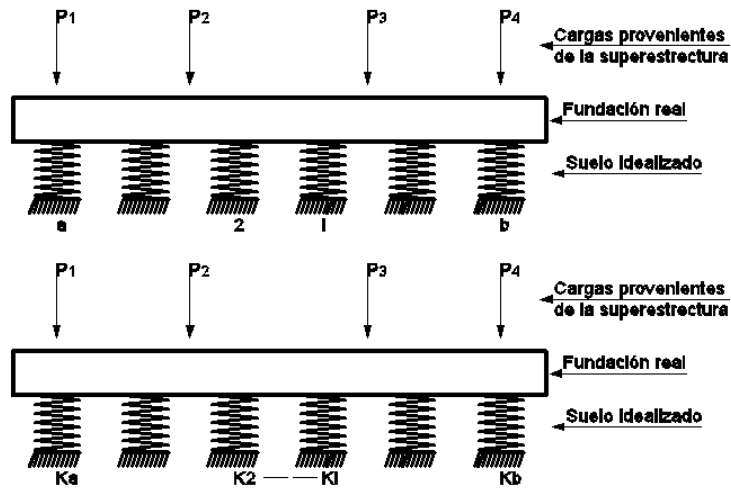 P1 P2 P3 P4
Cargas provenientes
de la superestrectura
Fundación real
Suelo idealizado
a 2 I b
P1 P2 P3 P4
Cargas provenientes
de la superestructura
Fundación real
Suelo idealizado
Ka K2 — — KI Kb